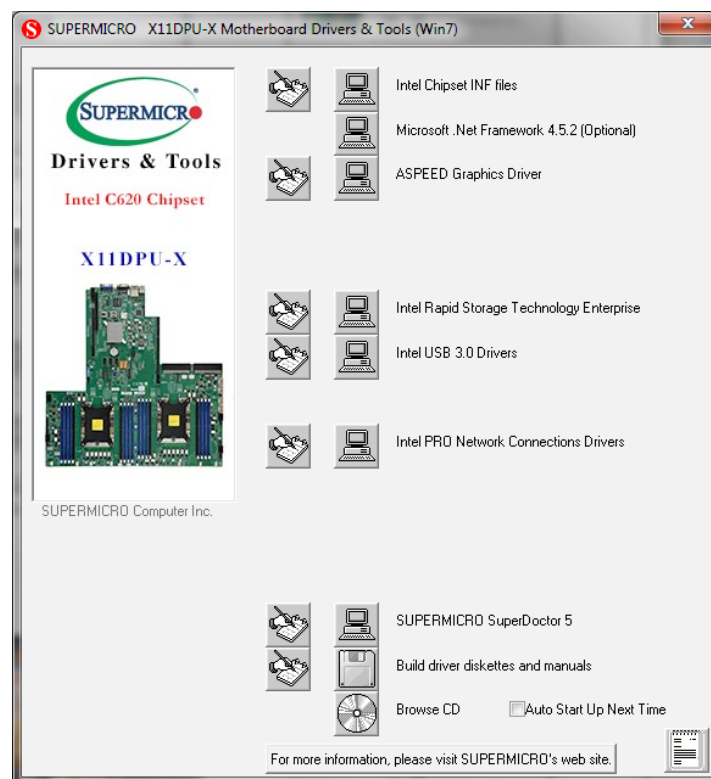 SUPERMICRO X11DPU-X Motherboard Drivers & Tools (Win7)
SUPERMICRO
Drivers & Tools
Intel C620 Chipset
X11DPU-X
SUPERMICRO Computer Inc.
Intel Chipset INF files
Microsoft .Net Framework 4.5.2 (Optional)
ASPEED Graphics Driver
Intel Rapid Storage Technology Enterprise
Intel USB 3.0 Drivers
Intel PRO Network Connections Drivers
SUPERMICRO SuperDoctor 5
Build driver diskettes and manuals
Browse CD Auto Start Up Next Time
For more information, please visit SUPERMICRO's web site.